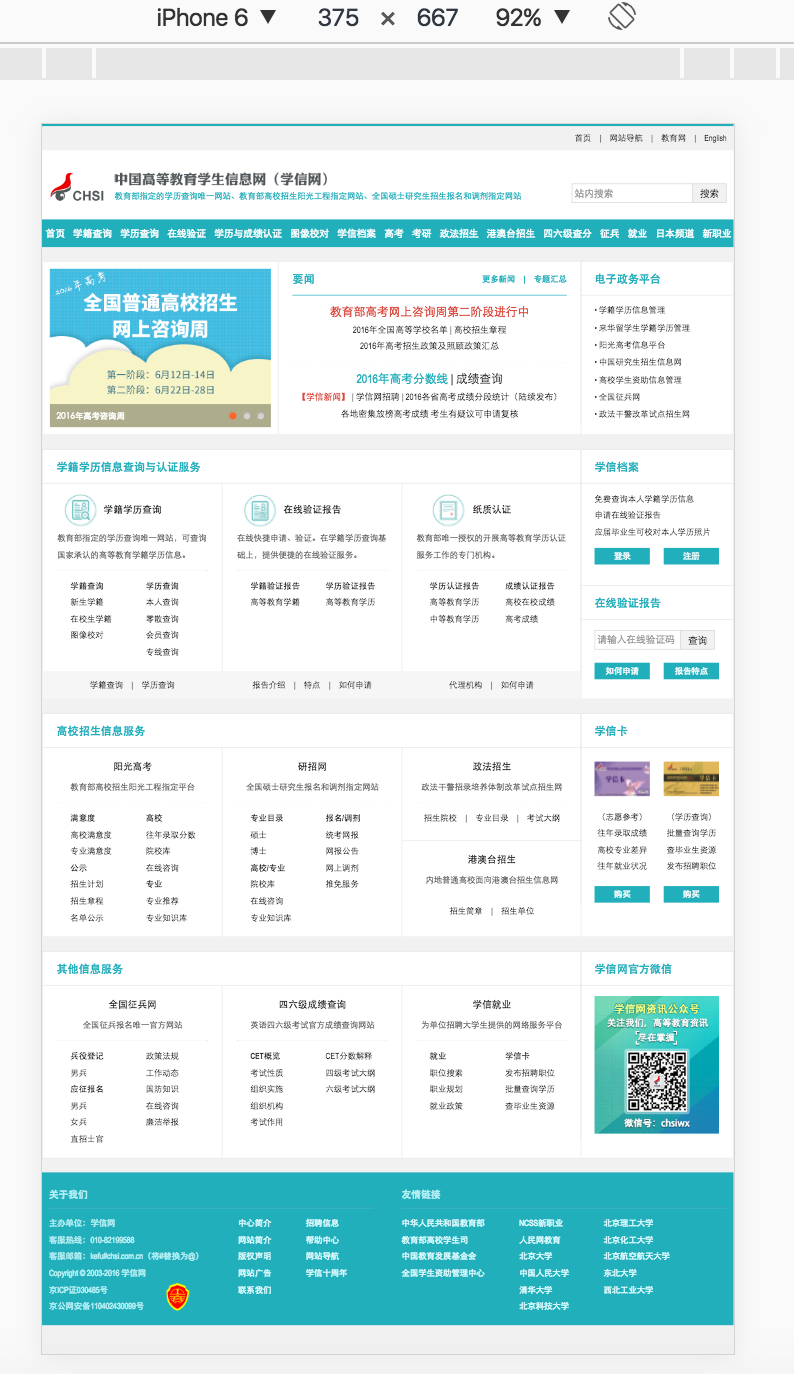 iPhone 6 ▼ 375 × 667 92% ▼
首页 | 网站导航 | 教育网 | English
CHSI
中国高等教育学生信息网（学信网）
教育部指定的学历查询唯一网站、教育部高校招生阳光工程指定网站、全国硕士研究生招生报名和调剂指定网站
站内搜索 搜索
首页 学籍查询 学历查询 在线验证 学历与成绩认证 图像校对 学信档案 高考 考研 政法招生 港澳台招生 四六级查分 征兵 就业 日本频道 新职业
2016年高考
全国普通高校招生
网上咨询周
第一阶段：6月12日-14日
第二阶段：6月22日-28日
2016年高考咨询周
要闻 更多新闻 | 专题汇总
教育部高考网上咨询周第二阶段进行中
2016年全国高等学校名单 | 高校招生章程
2016年高考招生政策及照顾政策汇总
2016年高考分数线 | 成绩查询
【学信新闻】 | 学信网招聘 | 2016各省高考成绩分段统计（陆续发布）
各地密集放榜高考成绩 考生有疑议可申请复核
电子政务平台
• 学籍学历信息管理
• 来华留学生学籍学历管理
• 阳光高考信息平台
• 中国研究生招生信息网
• 高校学生资助信息管理
• 全国征兵网
• 政法干警改革试点招生网
学籍学历信息查询与认证服务
学籍学历查询
教育部指定的学历查询唯一网站，可查询
国家承认的高等教育学籍学历信息。
学籍查询 学历查询
新生学籍 本人查询
在校生学籍 零散查询
图像校对 会员查询
专线查询
学籍查询 | 学历查询
在线验证报告
在线快捷申请、验证。在学籍学历查询基
础上，提供便捷的在线验证服务。
学籍验证报告 学历验证报告
高等教育学籍 高等教育学历
报告介绍 | 特点 | 如何申请
纸质认证
教育部唯一授权的开展高等教育学历认证
服务工作的专门机构。
学历认证报告 成绩认证报告
高等教育学历 高校在校成绩
中等教育学历 高考成绩
代理机构 | 如何申请
学信档案
免费查询本人学籍学历信息
申请在线验证报告
应届毕业生可校对本人学历照片
登录 注册
在线验证报告
请输入在线验证码 查询
如何申请 报告特点
高校招生信息服务
阳光高考
教育部高校招生阳光工程指定平台
满意度 高校
高校满意度 往年录取分数
专业满意度 院校库
公示 在线咨询
招生计划 专业
招生章程 专业推荐
名单公示 专业知识库
研招网
全国硕士研究生报名和调剂指定网站
专业目录 报名/调剂
硕士 统考网报
博士 网报公告
高校/专业 网上调剂
院校库 推免服务
在线咨询
专业知识库
政法招生
政法干警招录培养体制改革试点招生网
招生院校 | 专业目录 | 考试大纲
港澳台招生
内地普通高校面向港澳台招生信息网
招生简章 | 招生单位
学信卡
学信卡 学信卡
（志愿参考） （学历查询）
往年录取成绩 批量查询学历
高校专业差异 查毕业生资源
往年就业状况 发布招聘职位
购买 购买
其他信息服务
全国征兵网
全国征兵报名唯一官方网站
兵役登记 政策法规
男兵 工作动态
应征报名 国防知识
男兵 在线咨询
女兵 廉洁举报
直招士官
四六级成绩查询
英语四六级考试官方成绩查询网站
CET概览 CET分数解释
考试性质 四级考试大纲
组织实施 六级考试大纲
组织机构
考试作用
学信就业
为单位招聘大学生提供的网络服务平台
就业 学信卡
职位搜索 发布招聘职位
职业规划 批量查询学历
就业政策 查毕业生资源
学信网官方微信
学信网资讯公众号
关注我们，高等教育资讯
尽在掌握
微信号：chsiwx
关于我们
主办单位：学信网
客服热线：010-82199588
客服邮箱：kefu#chsi.com.cn（将#替换为@）
Copyright © 2003-2016 学信网
京ICP证030485号
京公网安备110402430099号
中心简介 招聘信息
网站简介 帮助中心
版权声明 网站导航
网站广告 学信十周年
联系我们
友情链接
中华人民共和国教育部 NCSS新职业 北京理工大学
教育部高校学生司 人民网教育 北京化工大学
中国教育发展基金会 北京大学 北京航空航天大学
全国学生资助管理中心 中国人民大学 东北大学
清华大学 西北工业大学
北京科技大学